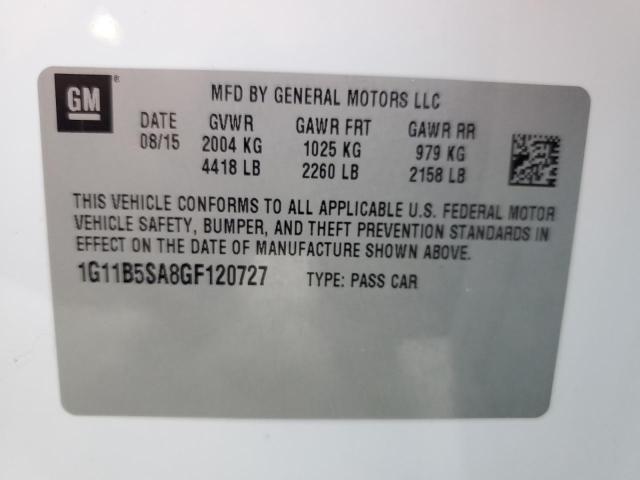 GM®
MFD BY GENERAL MOTORS LLC
DATE GVWR GAWR FRT GAWR RR
08/15 2004 KG 1025 KG 979 KG
4418 LB 2260 LB 2158 LB
THIS VEHICLE CONFORMS TO ALL APPLICABLE U.S. FEDERAL MOTOR
VEHICLE SAFETY, BUMPER, AND THEFT PREVENTION STANDARDS IN
EFFECT ON THE DATE OF MANUFACTURE SHOWN ABOVE.
1G11B5SA8GF120727 TYPE: PASS CAR